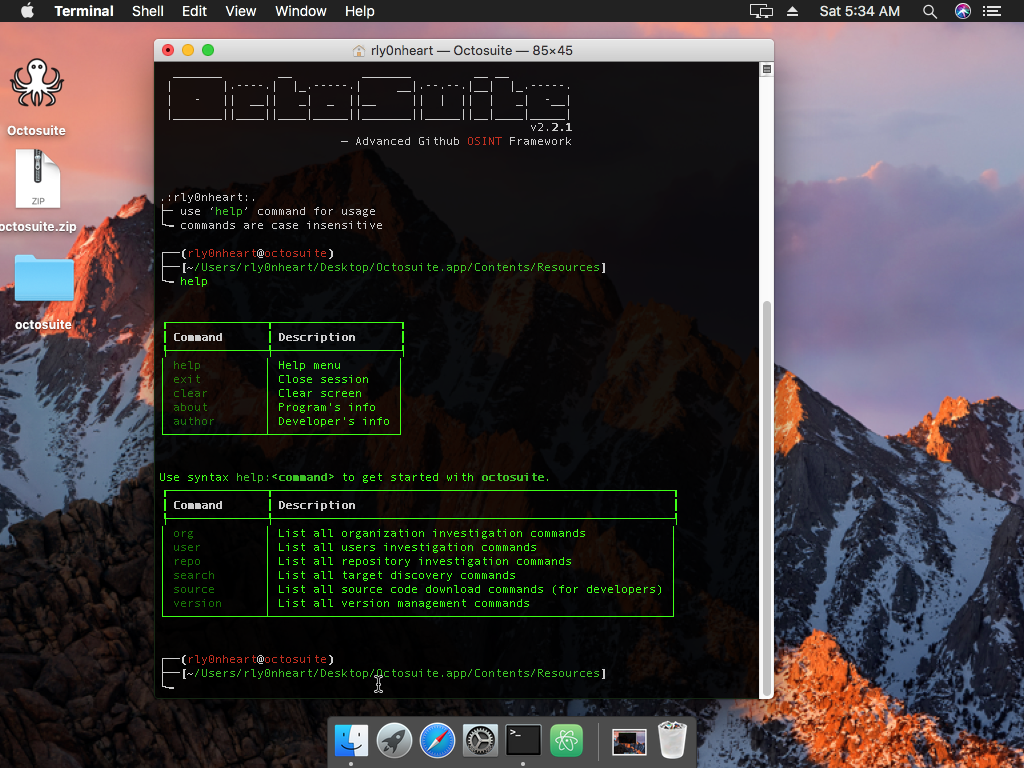 Terminal Shell Edit View Window Help Sat 5:34 AM
rly0nheart — Octosuite — 85×45
OctoSuite
v2.2.1
— Advanced Github OSINT Framework
.:rly0nheart:.
├─ use ‘help’ command for usage
└╼ commands are case insensitive
┌──(rly0nheart@octosuite)
├──[~/Users/rly0nheart/Desktop/Octosuite.app/Contents/Resources]
└╼ help
Command Description
help Help menu
exit Close session
clear Clear screen
about Program's info
author Developer's info
Use syntax help:<command> to get started with octosuite.
Command Description
org List all organization investigation commands
user List all users investigation commands
repo List all repository investigation commands
search List all target discovery commands
source List all source code download commands (for developers)
version List all version management commands
┌──(rly0nheart@octosuite)
├──[~/Users/rly0nheart/Desktop/Octosuite.app/Contents/Resources]
└╼
Octosuite
ZIP
octosuite.zip
octosuite